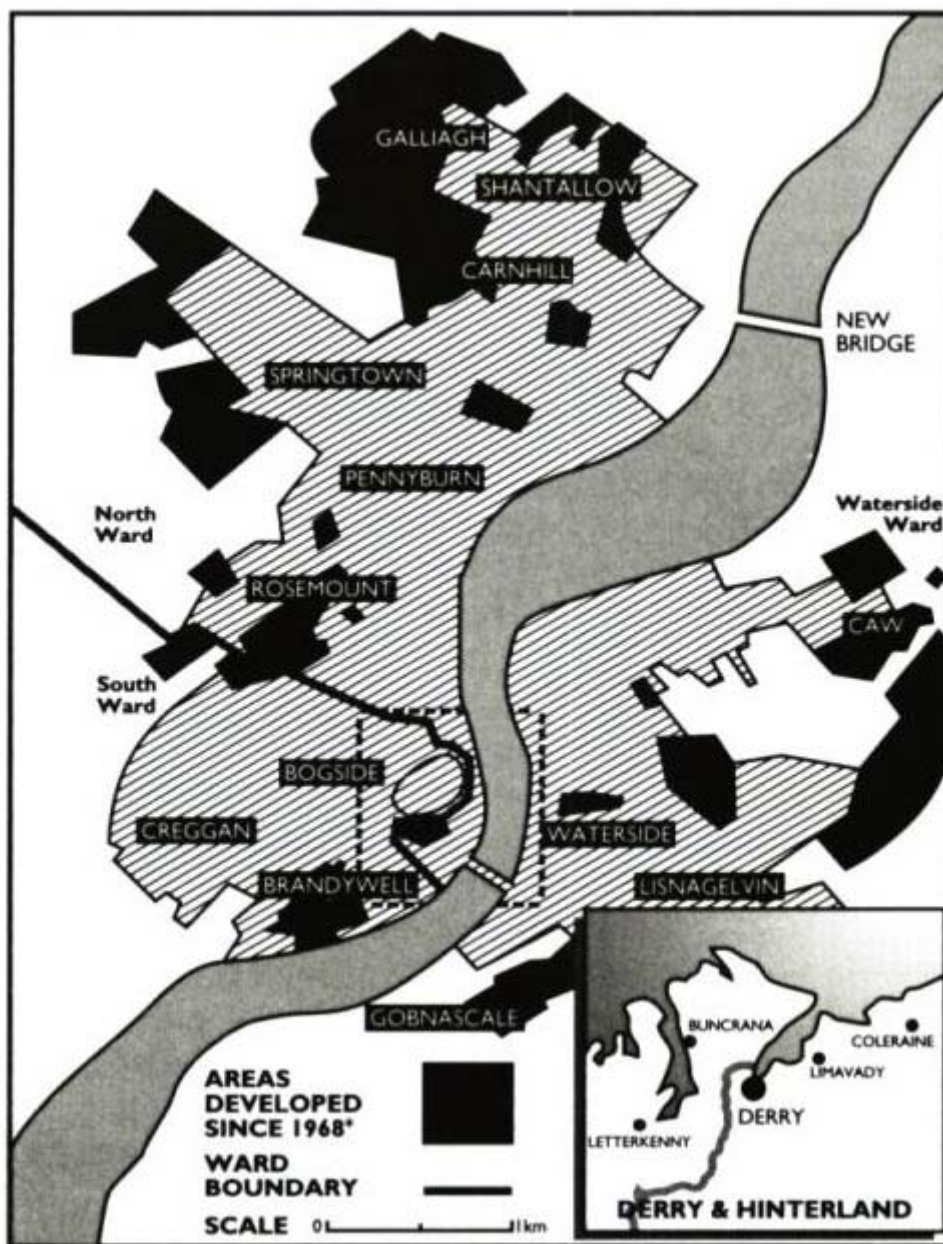 GALLIAGH
SHANTALLOW
CARNHILL
NEW
BRIDGE
SPRINGTOWN
PENNYBURN
North
Ward
Waterside
Ward
ROSEMOUNT
CAW
South
Ward
BOGSIDE
CREGGAN
WATERSIDE
BRANDYWELL
LISNAGELVIN
GOBNASCALE
AREAS
DEVELOPED
SINCE 1968*
WARD
BOUNDARY
SCALE 0 1km
BUNCRANA
COLERAINE
LIMAVADY
DERRY
LETTERKENNY
DERRY & HINTERLAND